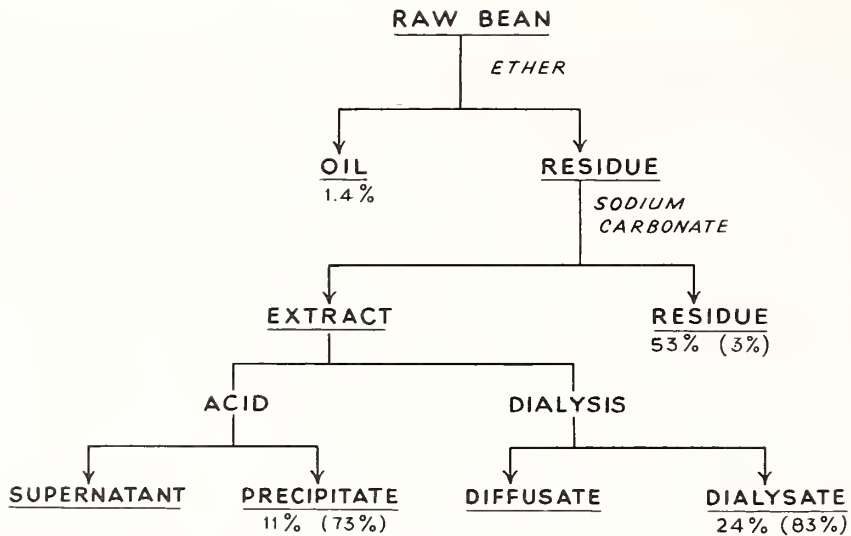 RAW BEAN
ETHER
OIL
1.4%
RESIDUE
SODIUM
CARBONATE
EXTRACT
RESIDUE
53% (3%)
ACID
DIALYSIS
SUPERNATANT
PRECIPITATE
11% (73%)
DIFFUSATE
DIALYSATE
24% (83%)